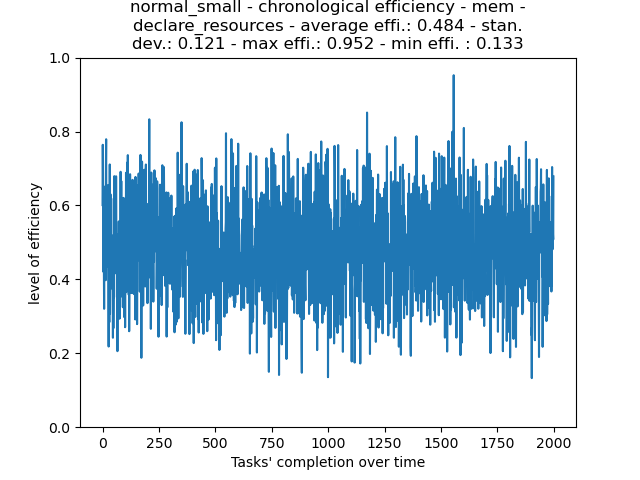 normal_small - chronological efficiency - mem -
declare_resources - average effi.: 0.484 - stan.
dev.: 0.121 - max effi.: 0.952 - min effi. : 0.133
1.0
0.8
0.6
0.4
0.2
0.0
level of efficiency
0 250 500 750 1000 1250 1500 1750 2000
Tasks' completion over time